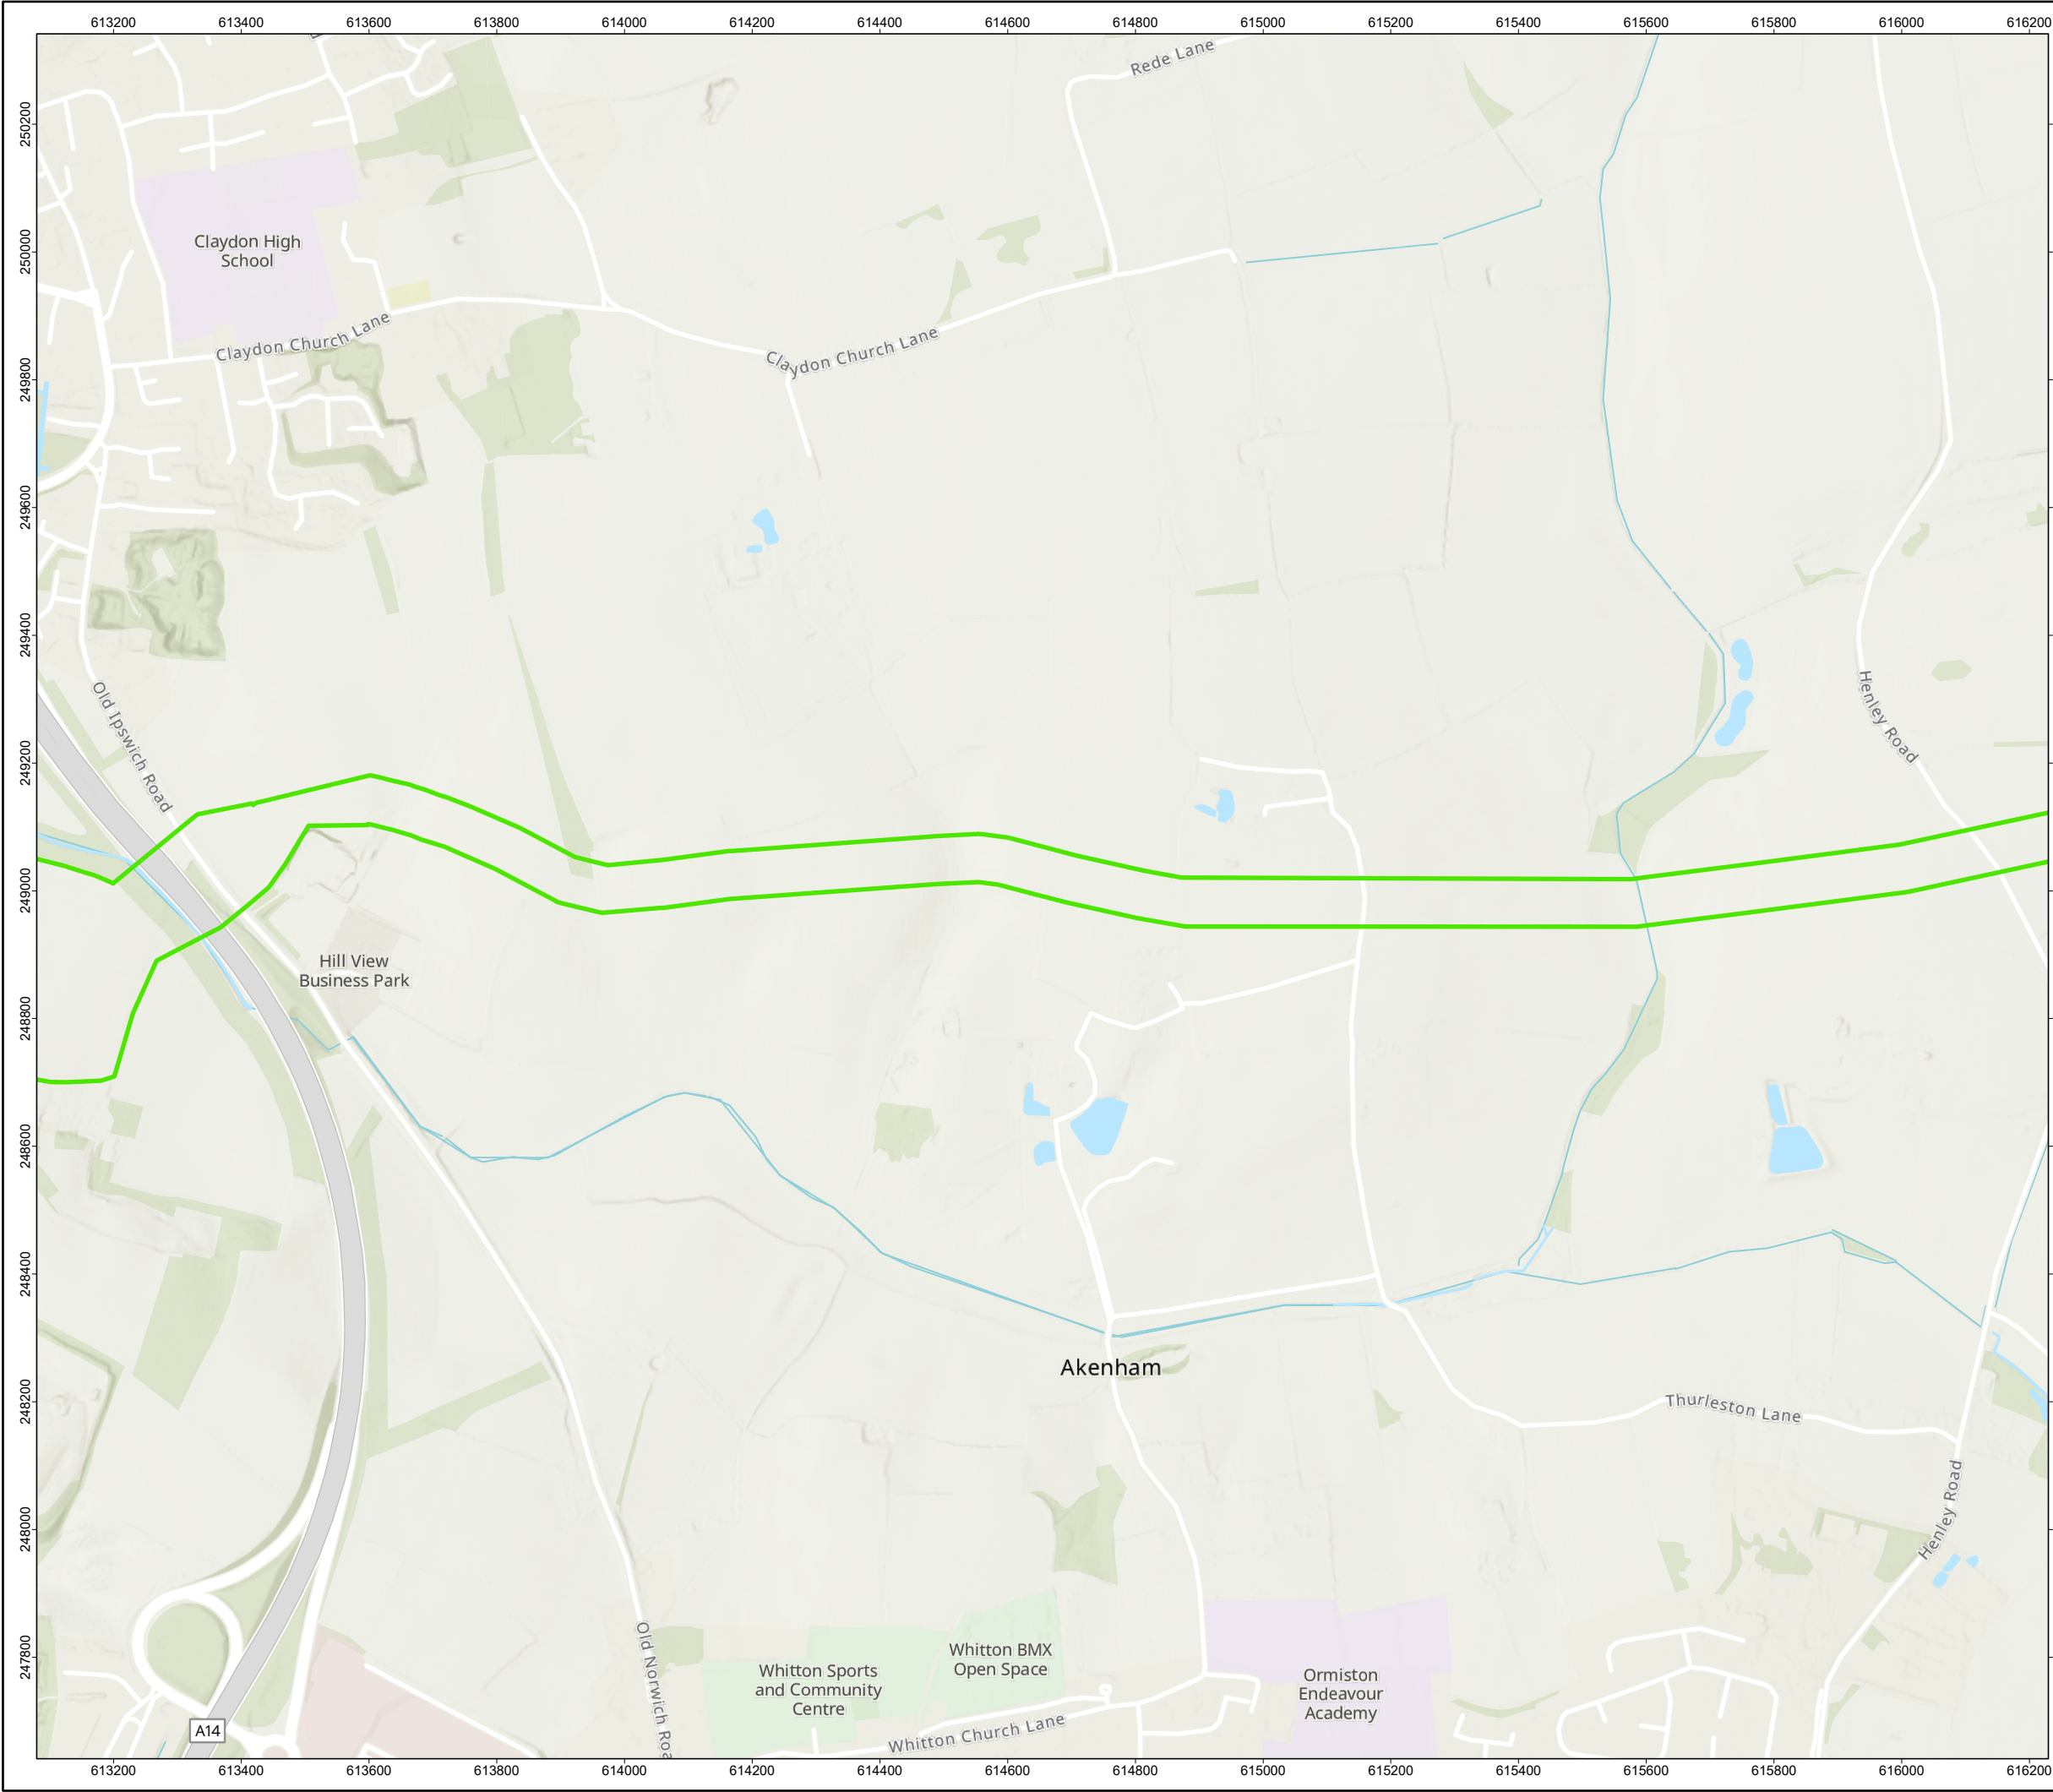 613200 613400 613600 613800 614000 614200 614400 614600 614800 615000 615200 615400 615600 615800 616000 616200
Rede Lane
250200
250000
249800
249600
249400
249200
249000
248800
248600
248400
248200
248000
247800
Claydon High
School
Claydon Church Lane
Claydon Church Lane
Old Ipswich Road
Henley Road
Hill View
Business Park
Akenham
Thurleston Lane
Henley Road
Old Norwich Roa
Whitton Sports
and Community
Centre
Whitton BMX
Open Space
Ormiston
Endeavour
Academy
Whitton Church Lane
A14
613200 613400 613600 613800 614000 614200 614400 614600 614800 615000 615200 615400 615600 615800 616000 616200